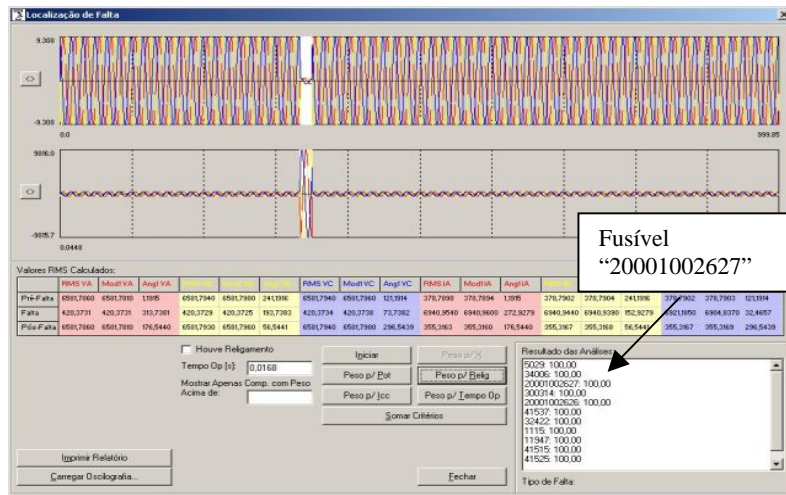 Localização de Falta
9.308
<>
-9.308
0.0
999.85
9816.0
<>
-9815.7
0,0448
Fusível
“20001002627”
Valores RMS Calculados:
RMS VA Mod1 VA Ang1 VA RMS VC Mod1 VC Ang1 VC RMS IA Mod1 IA Ang1 IA
Pré-Falta 6581,7860 6581,7810 1,1915 6581,7940 6581,7980 241,1916 6581,7940 6581,7960 121,1914 378,7898 378,7894 1,1915 378,7902 378,7904 241,1916 378,7902 378,7903 121,1914
Falta 420,3731 420,3731 313,7381 420,3729 420,3725 193,7383 420,3734 420,3738 73,7382 6940,9540 6940,9600 272,9279 6940,9440 6940,9390 152,9279 6921,1850 6904,8370 32,4657
Pós-Falta 6581,7860 6581,7810 176,5440 6581,7930 6581,7960 56,5441 6581,7940 6581,7980 296,5439 355,3163 355,3160 176,5440 355,3167 355,3168 56,5441 355,3167 355,3169 296,5439
Houve Religamento
Tempo Op [s]: 0,0168
Mostrar Apenas Comp. com Peso
Acima de:
Iniciar
Peso p/ X
Peso p/ Pot
Peso p/ Relig
Peso p/ Icc
Peso p/ Tempo Op
Somar Critérios
Resultado das Análises:
5029: 100,00
34006: 100,00
20001002627: 100,00
300314: 100,00
20001002626: 100,00
41537: 100,00
32422: 100,00
1115: 100,00
11947: 100,00
41515: 100,00
41525: 100,00
Imprimir Relatório
Carregar Oscilografia...
Fechar
Tipo de Falta: